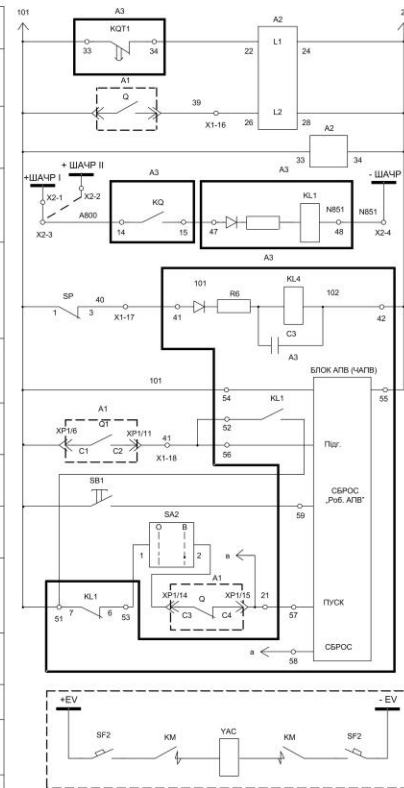 101
2
A3
KQT1
33
34
A2
L1
22
24
A1
Q
39
X1-16
26
L2
28
A2
33
34
+ ШАЧР II
+ШАЧР I
X2-1
X2-2
X2-3
A800
A3
KQ
14
15
A3
KL1
47
48
N851
N851
- ШАЧР
X2-4
A3
SP
1
3
40
X1-17
41
101
R6
KL4
102
C3
A3
42
БЛОК АПВ (ЧАПВ)
101
54
55
KL1
52
A1
XP1/6
Q1
XP1/11
C1
C2
41
X1-18
56
Підг.
SB1
59
СБРОС
„Роб. АПВ"
SA2
O
B
1
2
в
A1
XP1/14
Q
XP1/15
C3
C4
21
57
ПУСК
KL1
51
7
6
53
в
58
СБРОС
+EV
- EV
SF2
KM
YAC
KM
SF2